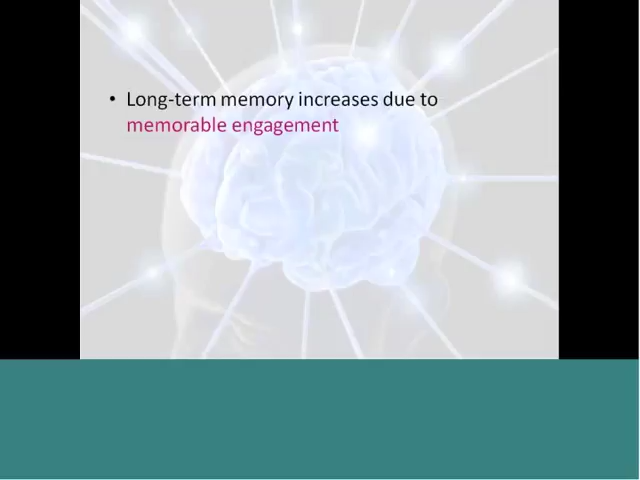 • Long-term memory increases due to
memorable engagement